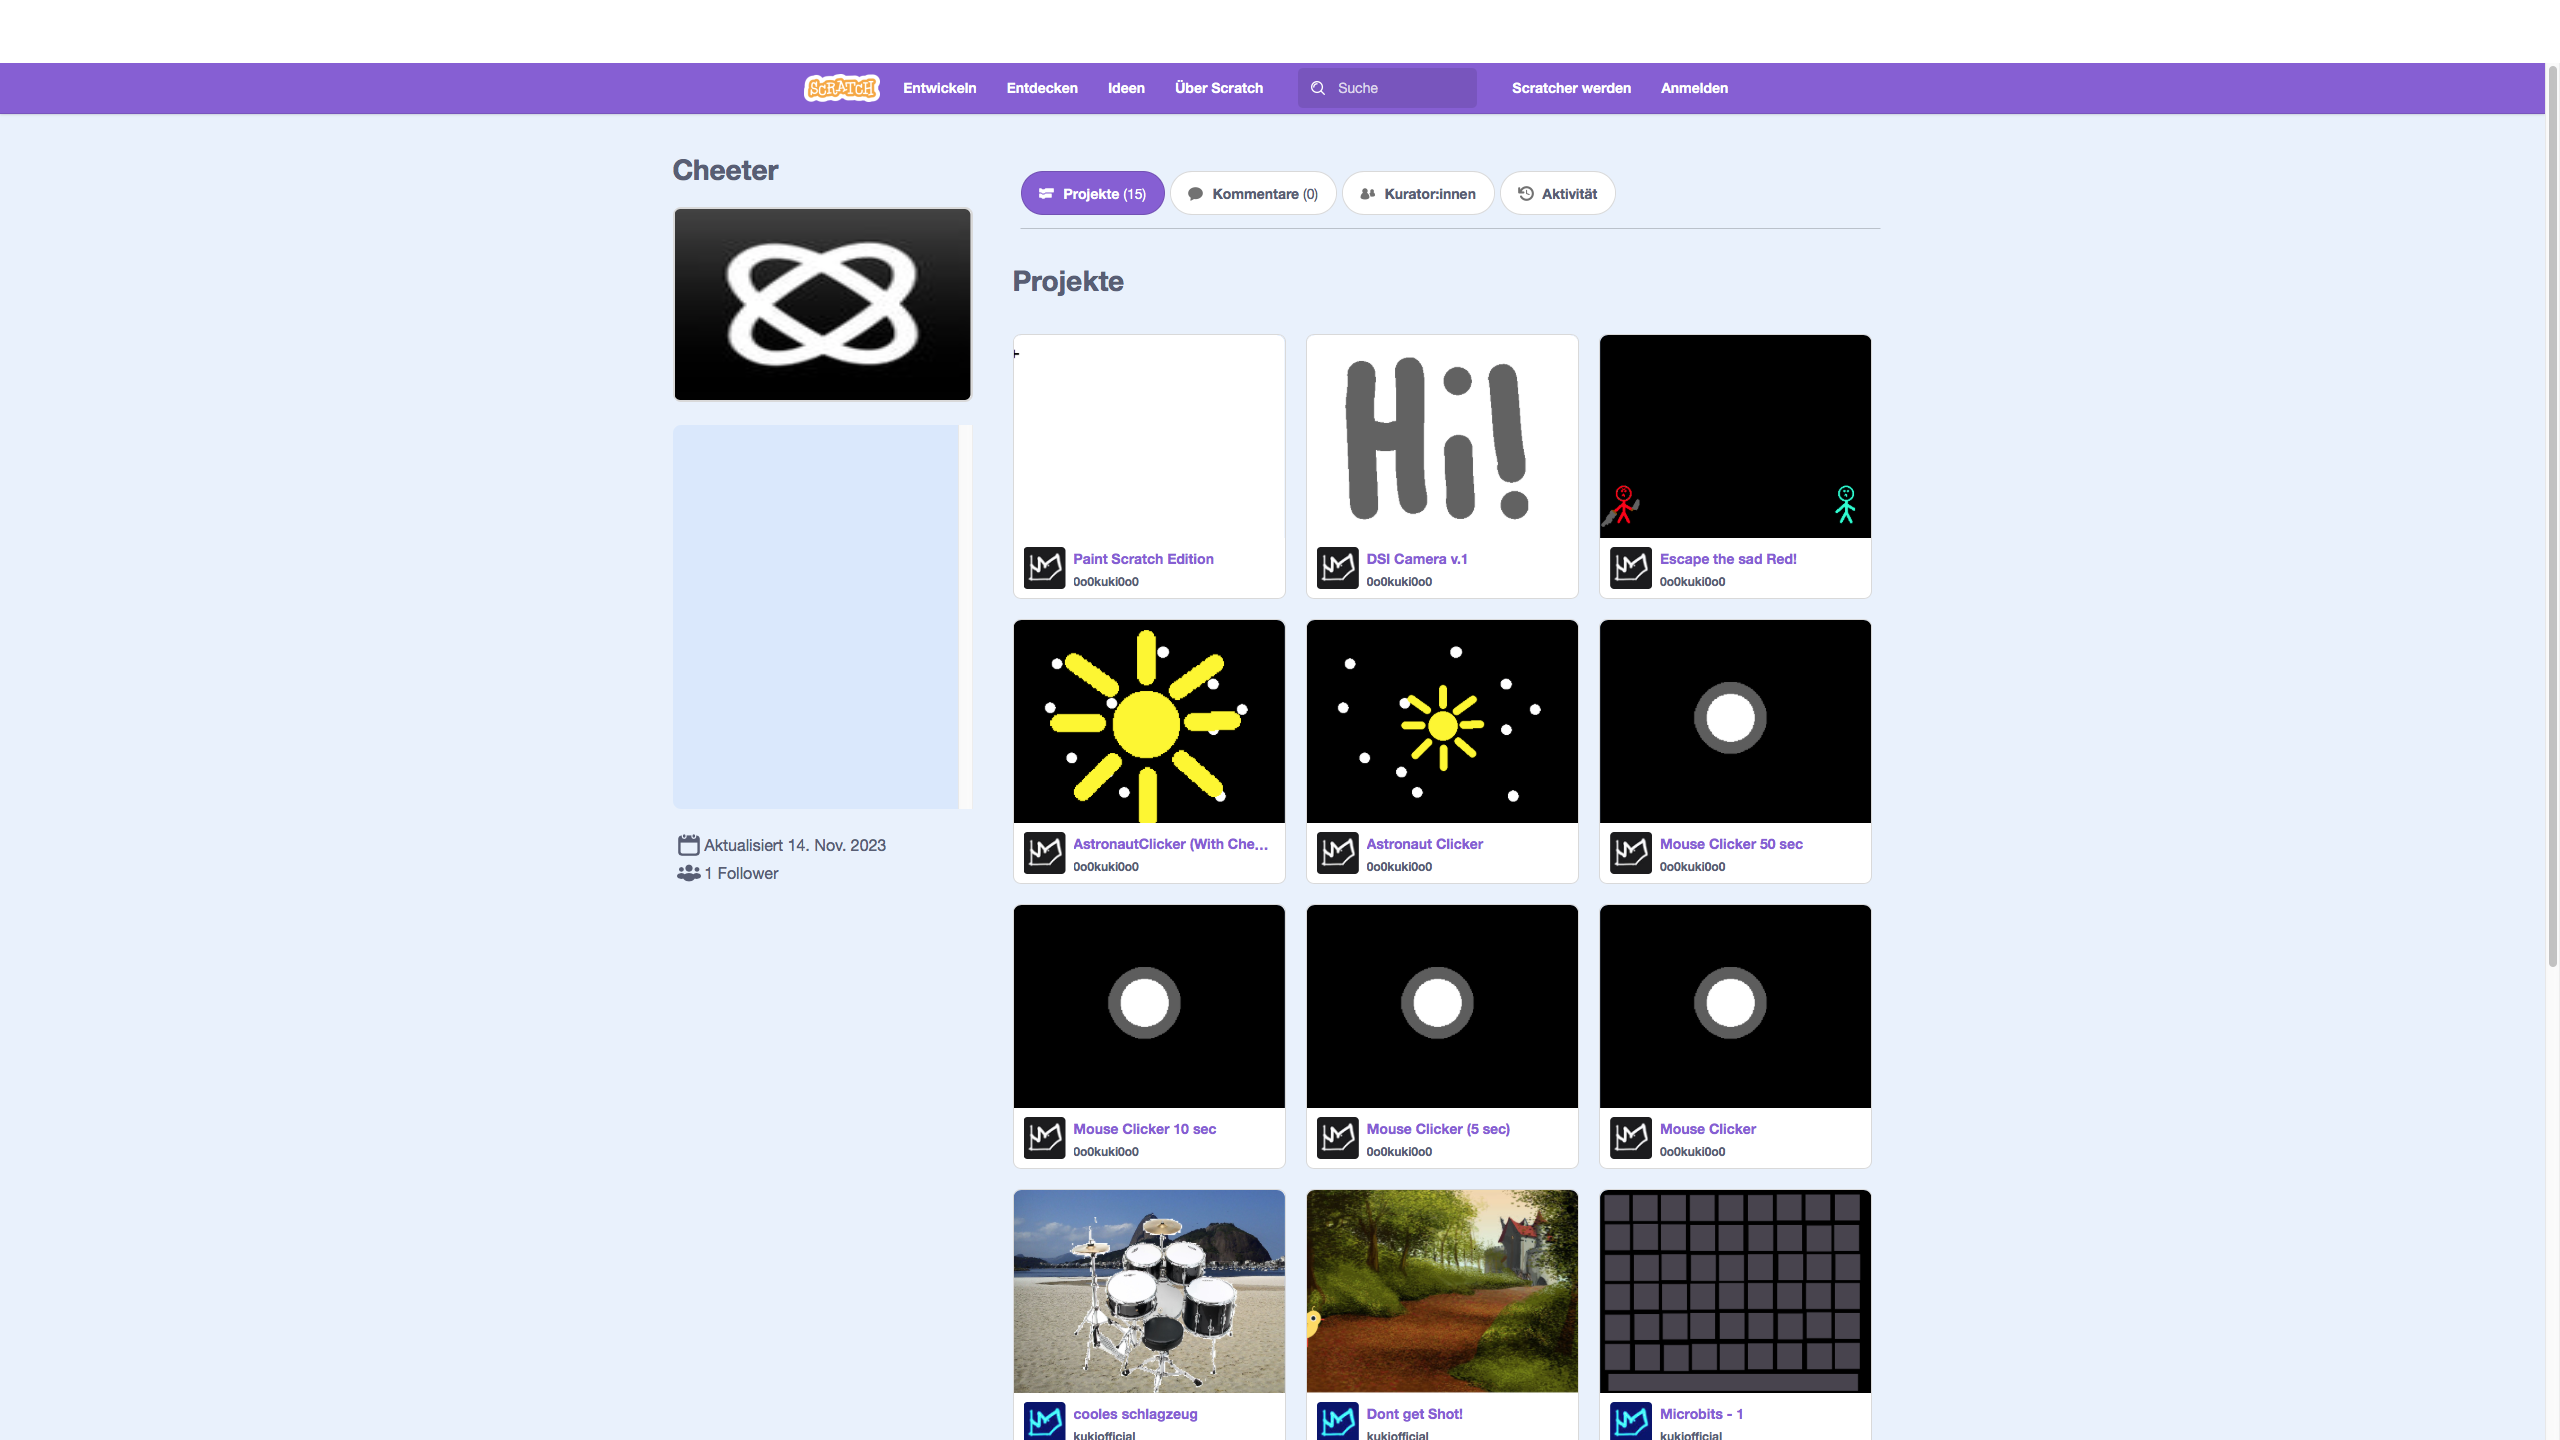 SCRATCH Entwickeln Entdecken Ideen Über Scratch Suche Scratcher werden Anmelden
Cheeter
Projekte (15) Kommentare (0) Kurator:innen Aktivität
Projekte
Hi!
Paint Scratch Edition
0o0kuki0o0
DSI Camera v.1
0o0kuki0o0
Escape the sad Red!
0o0kuki0o0
AstronautClicker (With Che...
0o0kuki0o0
Astronaut Clicker
0o0kuki0o0
Mouse Clicker 50 sec
0o0kuki0o0
Aktualisiert 14. Nov. 2023
1 Follower
Mouse Clicker 10 sec
0o0kuki0o0
Mouse Clicker (5 sec)
0o0kuki0o0
Mouse Clicker
0o0kuki0o0
cooles schlagzeug
kukiofficial
Dont get Shot!
kukiofficial
Microbits - 1
kukiofficial